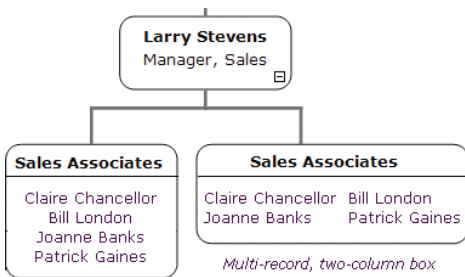 Larry Stevens
Manager, Sales
Sales Associates
Claire Chancellor
Bill London
Joanne Banks
Patrick Gaines
Sales Associates
Claire Chancellor Bill London
Joanne Banks Patrick Gaines
Multi-record, two-column box